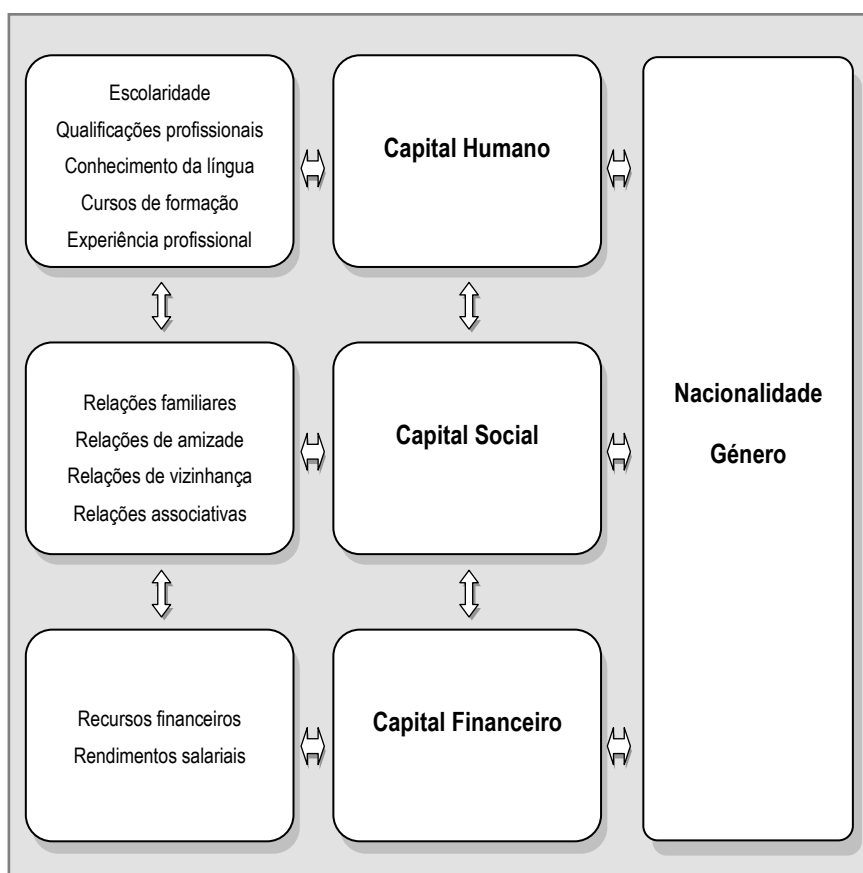 Escolaridade
Qualificações profissionais
Conhecimento da língua
Cursos de formação
Experiência profissional
Capital Humano
Relações familiares
Relações de amizade
Relações de vizinhança
Relações associativas
Capital Social
Recursos financeiros
Rendimentos salariais
Capital Financeiro
Nacionalidade
Género